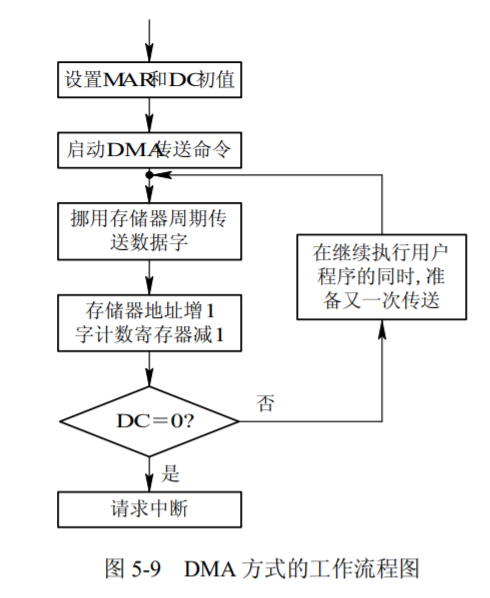 设置MAR和DC初值
启动DMA传送命令
挪用存储器周期传
送数据字
存储器地址增1
字计数寄存器减1
DC=0?
否
在继续执行用户
程序的同时,准
备又一次传送
是
请求中断
图 5-9 DMA 方式的工作流程图